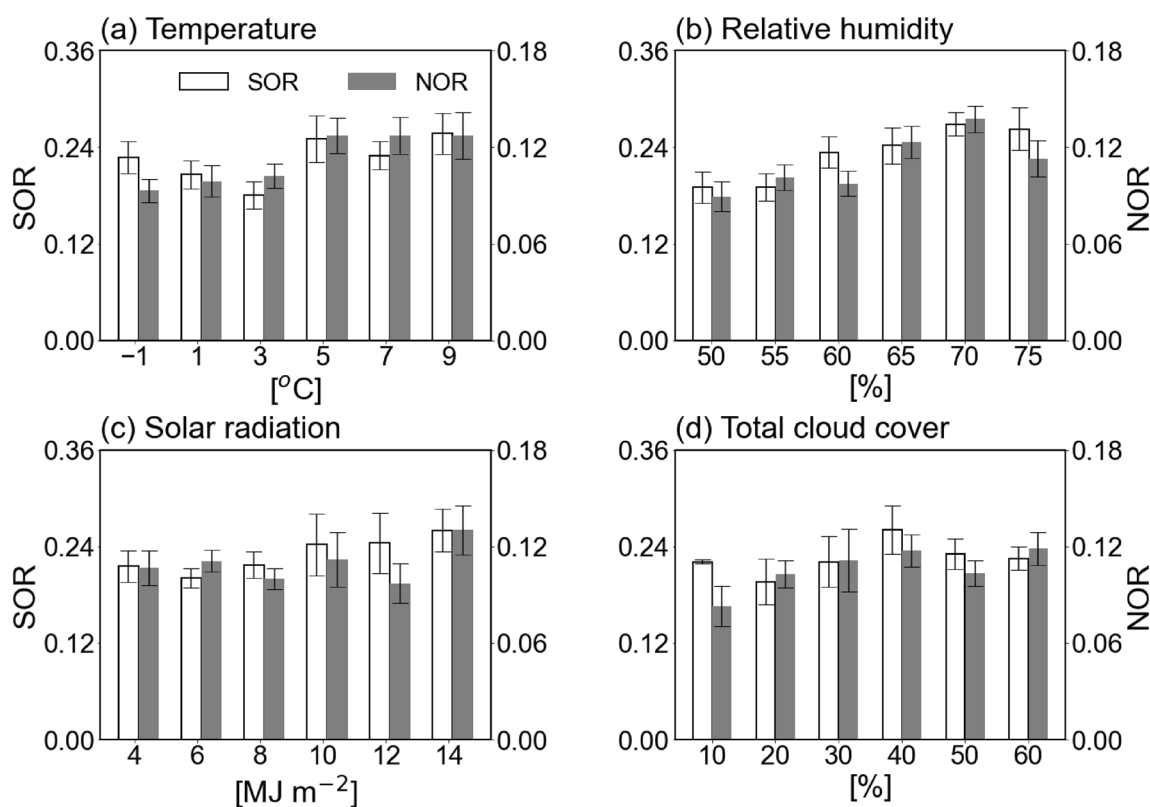 (a) Temperature
0.36
0.24
0.12
0.00
SOR
SOR NOR
0.18
0.12
0.06
0.00
−1 1 3 5 7 9
[°C]
(b) Relative humidity
0.36
0.24
0.12
0.00
0.18
0.12
0.06
0.00
NOR
50 55 60 65 70 75
[%]
(c) Solar radiation
0.36
0.24
0.12
0.00
SOR
0.18
0.12
0.06
0.00
4 6 8 10 12 14
[MJ m⁻²]
(d) Total cloud cover
0.36
0.24
0.12
0.00
0.18
0.12
0.06
0.00
NOR
10 20 30 40 50 60
[%]